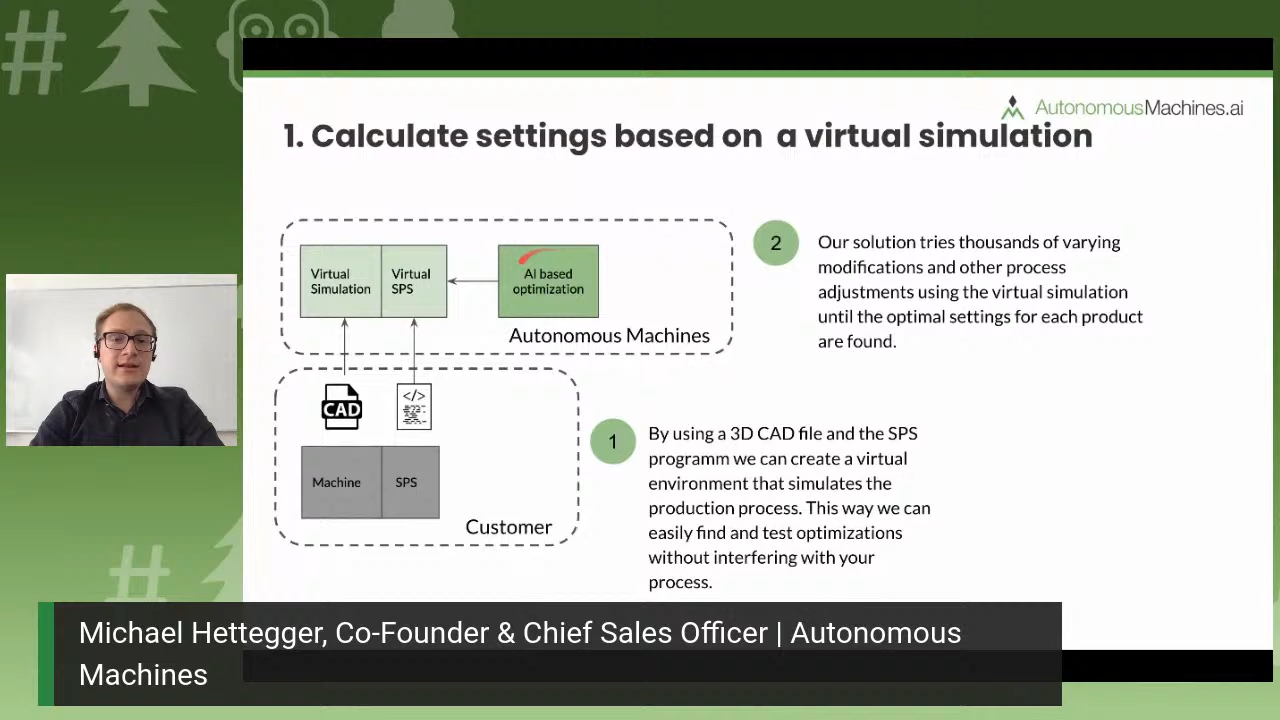 AutonomousMachines.ai
1. Calculate settings based on a virtual simulation
Virtual
Simulation
Virtual
SPS
AI based
optimization
Autonomous Machines
2
Our solution tries thousands of varying
modifications and other process
adjustments using the virtual simulation
until the optimal settings for each product
are found.
CAD
</>
Machine
SPS
Customer
1
By using a 3D CAD file and the SPS
programm we can create a virtual
environment that simulates the
production process. This way we can
easily find and test optimizations
without interfering with your
process.
Michael Hettegger, Co-Founder & Chief Sales Officer | Autonomous
Machines